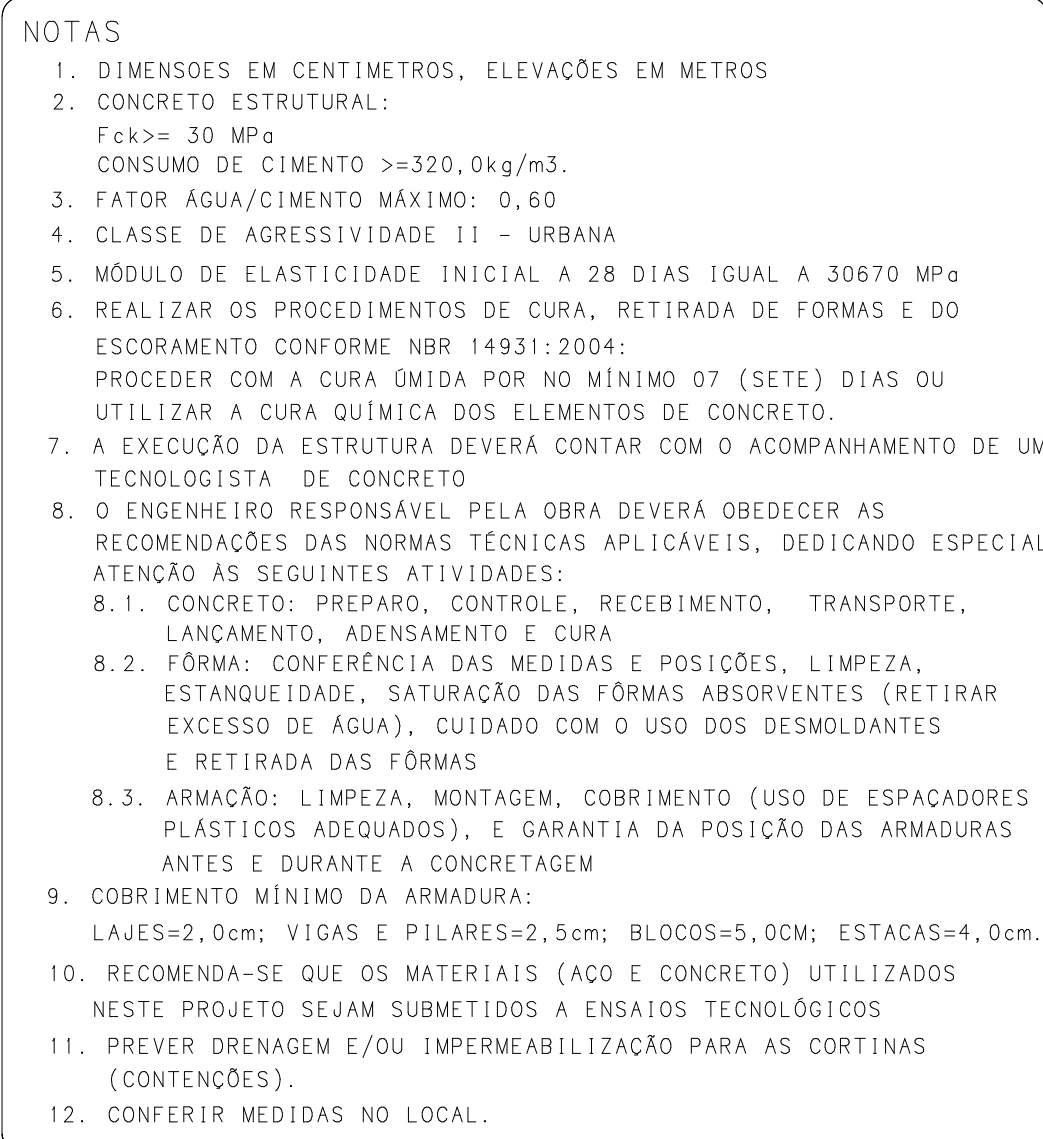 NOTAS
1. DIMENSOES EM CENTIMETROS, ELEVAÇÕES EM METROS
2. CONCRETO ESTRUTURAL:
Fck>= 30 MPa
CONSUMO DE CIMENTO >=320,0kg/m3.
3. FATOR ÁGUA/CIMENTO MÁXIMO: 0,60
4. CLASSE DE AGRESSIVIDADE II - URBANA
5. MÓDULO DE ELASTICIDADE INICIAL A 28 DIAS IGUAL A 30670 MPa
6. REALIZAR OS PROCEDIMENTOS DE CURA, RETIRADA DE FORMAS E DO
ESCORAMENTO CONFORME NBR 14931:2004:
PROCEDER COM A CURA ÚMIDA POR NO MÍNIMO 07 (SETE) DIAS OU
UTILIZAR A CURA QUÍMICA DOS ELEMENTOS DE CONCRETO.
7. A EXECUÇÃO DA ESTRUTURA DEVERÁ CONTAR COM O ACOMPANHAMENTO DE UM
TECNOLOGISTA DE CONCRETO
8. O ENGENHEIRO RESPONSÁVEL PELA OBRA DEVERÁ OBEDECER AS
RECOMENDAÇÕES DAS NORMAS TÉCNICAS APLICÁVEIS, DEDICANDO ESPECIAL
ATENÇÃO ÀS SEGUINTES ATIVIDADES:
8.1. CONCRETO: PREPARO, CONTROLE, RECEBIMENTO, TRANSPORTE,
LANÇAMENTO, ADENSAMENTO E CURA
8.2. FÔRMA: CONFERÊNCIA DAS MEDIDAS E POSIÇÕES, LIMPEZA,
ESTANQUEIDADE, SATURAÇÃO DAS FÔRMAS ABSORVENTES (RETIRAR
EXCESSO DE ÁGUA), CUIDADO COM O USO DOS DESMOLDANTES
E RETIRADA DAS FÔRMAS
8.3. ARMAÇÃO: LIMPEZA, MONTAGEM, COBRIMENTO (USO DE ESPAÇADORES
PLÁSTICOS ADEQUADOS), E GARANTIA DA POSIÇÃO DAS ARMADURAS
ANTES E DURANTE A CONCRETAGEM
9. COBRIMENTO MÍNIMO DA ARMADURA:
LAJES=2,0cm; VIGAS E PILARES=2,5cm; BLOCOS=5,0CM; ESTACAS=4,0cm.
10. RECOMENDA-SE QUE OS MATERIAIS (AÇO E CONCRETO) UTILIZADOS
NESTE PROJETO SEJAM SUBMETIDOS A ENSAIOS TECNOLÓGICOS
11. PREVER DRENAGEM E/OU IMPERMEABILIZAÇÃO PARA AS CORTINAS
(CONTENÇÕES).
12. CONFERIR MEDIDAS NO LOCAL.